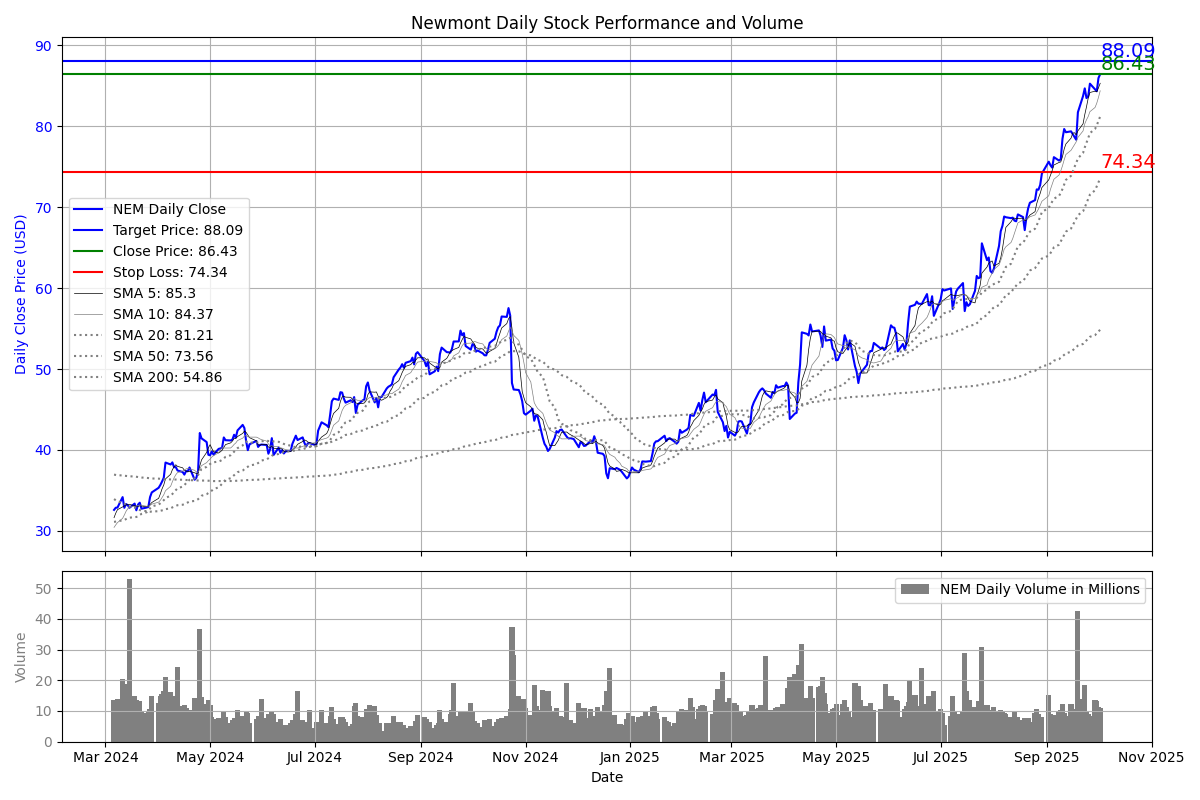 Newmont Daily Stock Performance and Volume
90
80
70
60
50
40
30
Daily Close Price (USD)
88.09
86.43
74.34
NEM Daily Close
Target Price: 88.09
Close Price: 86.43
Stop Loss: 74.34
SMA 5: 85.3
SMA 10: 84.37
SMA 20: 81.21
SMA 50: 73.56
SMA 200: 54.86
50
40
30
20
10
0
Volume
NEM Daily Volume in Millions
Mar 2024 May 2024 Jul 2024 Sep 2024 Nov 2024 Jan 2025 Mar 2025 May 2025 Jul 2025 Sep 2025 Nov 2025
Date